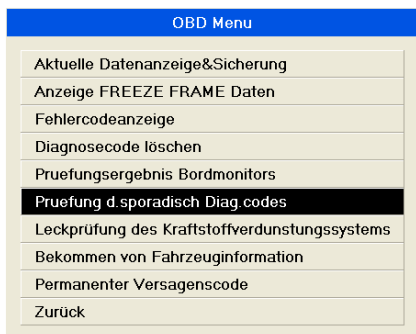 OBD Menu
Aktuelle Datenanzeige&Sicherung
Anzeige FREEZE FRAME Daten
Fehlercodeanzeige
Diagnosecode löschen
Pruefungsergebnis Bordmonitors
Pruefung d.sporadisch Diag.codes
Leckprüfung des Kraftstoffverdunstungssystems
Bekommen von Fahrzeuginformation
Permanenter Versagenscode
Zurück